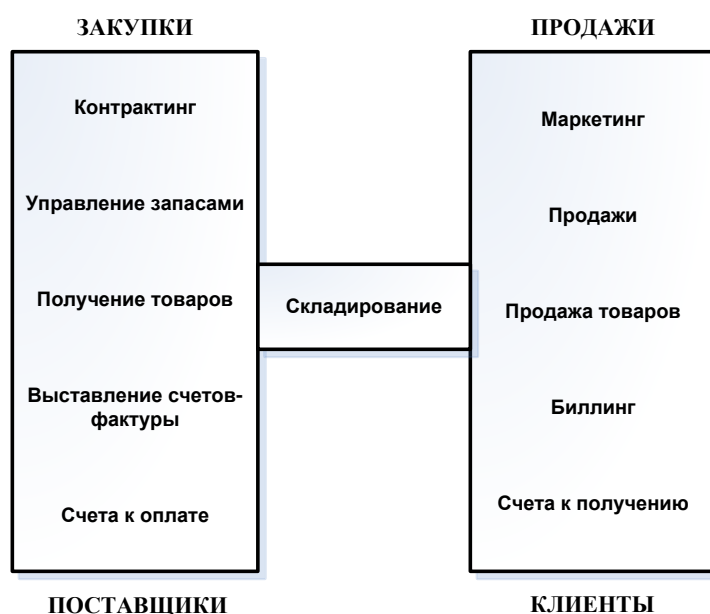 ЗАКУПКИ
Контрактинг
Управление запасами
Получение товаров
Выставление счетов-
фактуры
Счета к оплате
ПОСТАВЩИКИ
Складирование
ПРОДАЖИ
Маркетинг
Продажи
Продажа товаров
Биллинг
Счета к получению
КЛИЕНТЫ